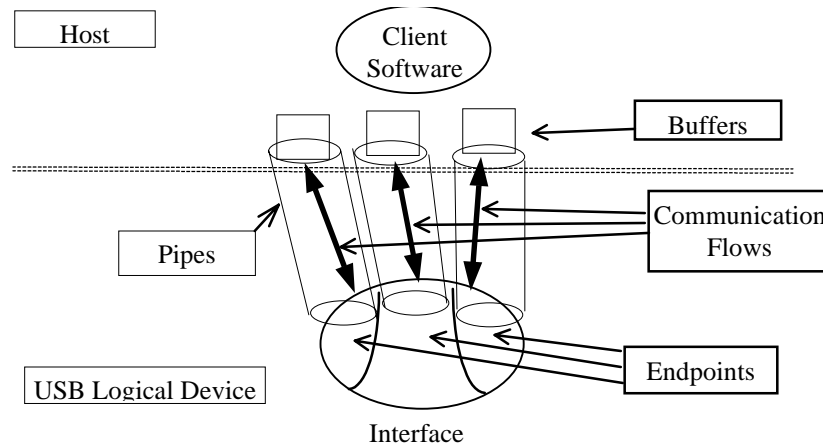 Host
Client
Software
Buffers
Communication
Flows
Pipes
Endpoints
USB Logical Device
Interface